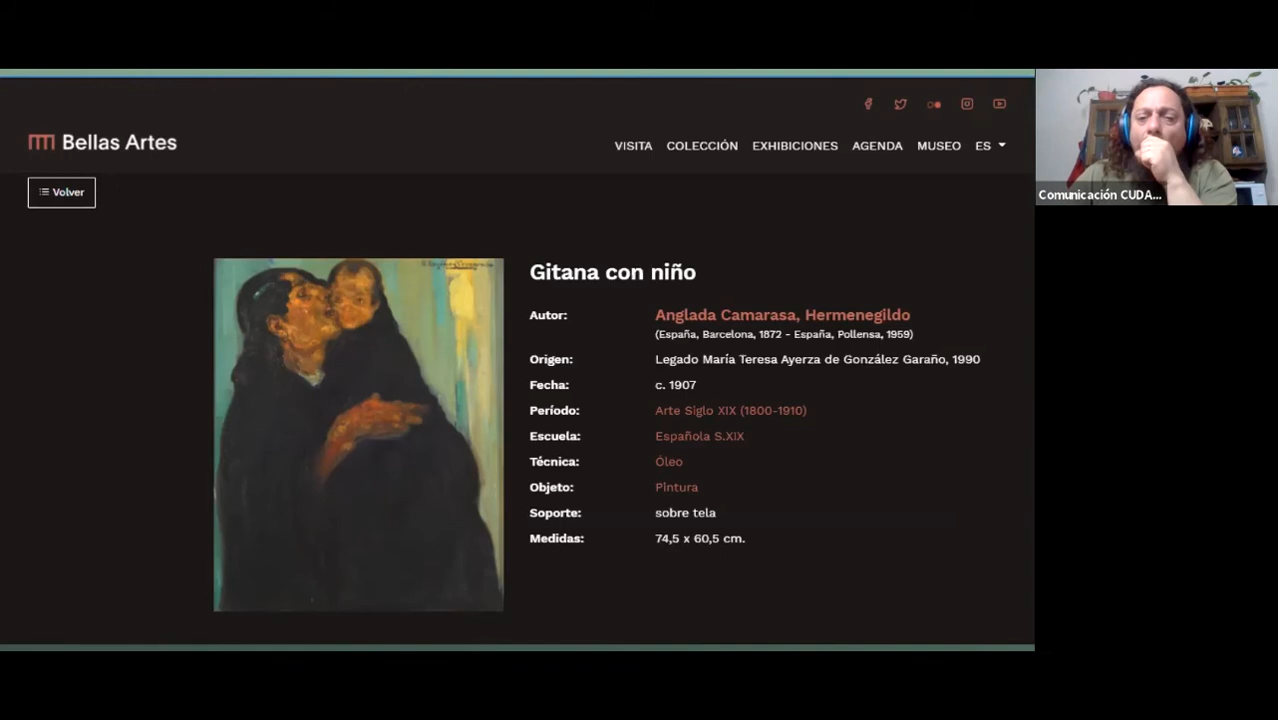 Bellas Artes
VISITA COLECCIÓN EXHIBICIONES AGENDA MUSEO ES
Volver
Gitana con niño
Autor: Anglada Camarasa, Hermenegildo
(España, Barcelona, 1872 - España, Pollensa, 1959)
Origen: Legado María Teresa Ayerza de González Garaño, 1990
Fecha: c. 1907
Período: Arte Siglo XIX (1800-1910)
Escuela: Española S.XIX
Técnica: Óleo
Objeto: Pintura
Soporte: sobre tela
Medidas: 74,5 x 60,5 cm.
Comunicación CUDA...